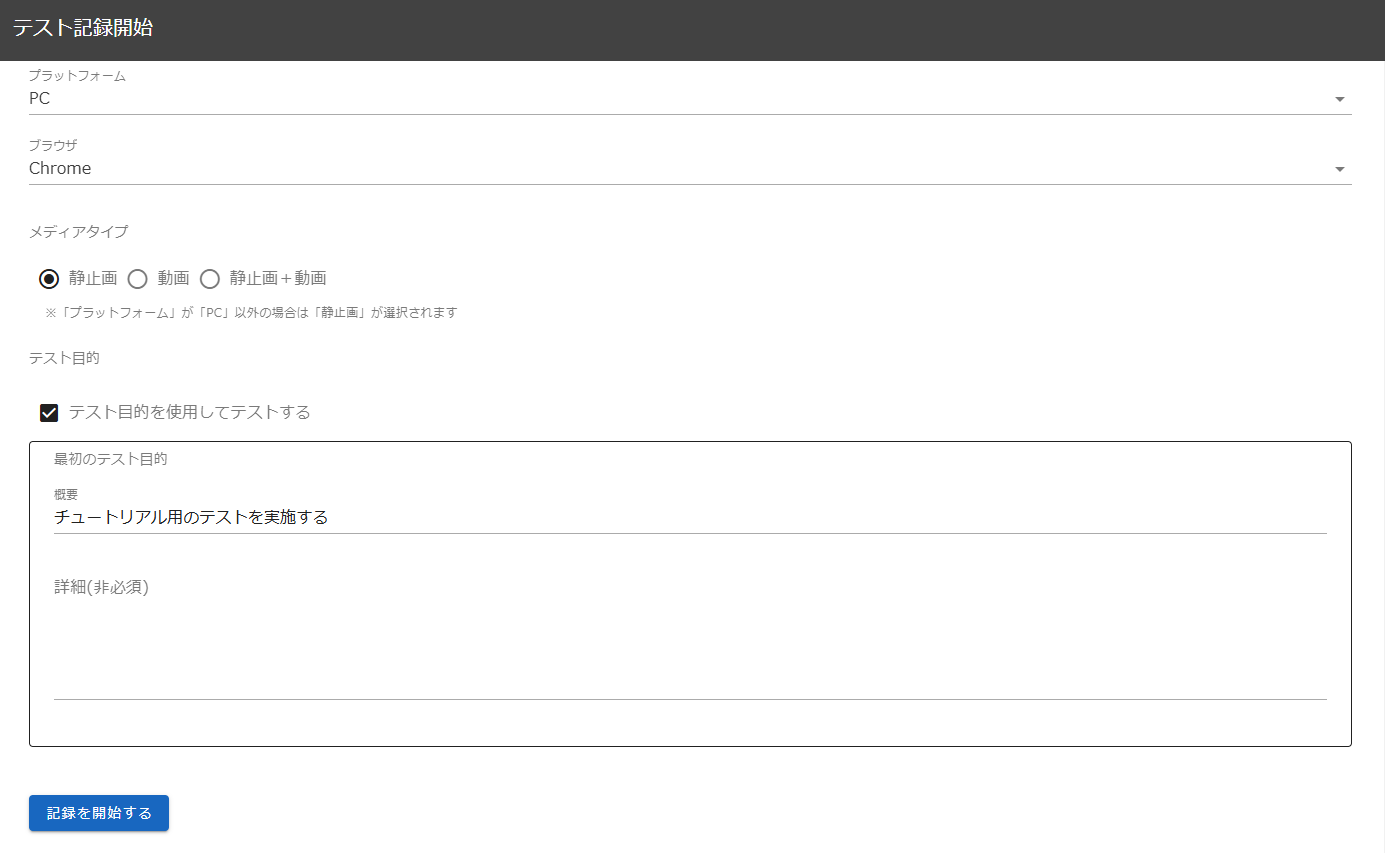 テスト記録開始
プラットフォーム
PC
ブラウザ
Chrome
メディアタイプ
静止画 動画 静止画+動画
※「プラットフォーム」が「PC」以外の場合は「静止画」が選択されます
テスト目的
テスト目的を使用してテストする
最初のテスト目的
概要
チュートリアル用のテストを実施する
詳細(非必須)
記録を開始する